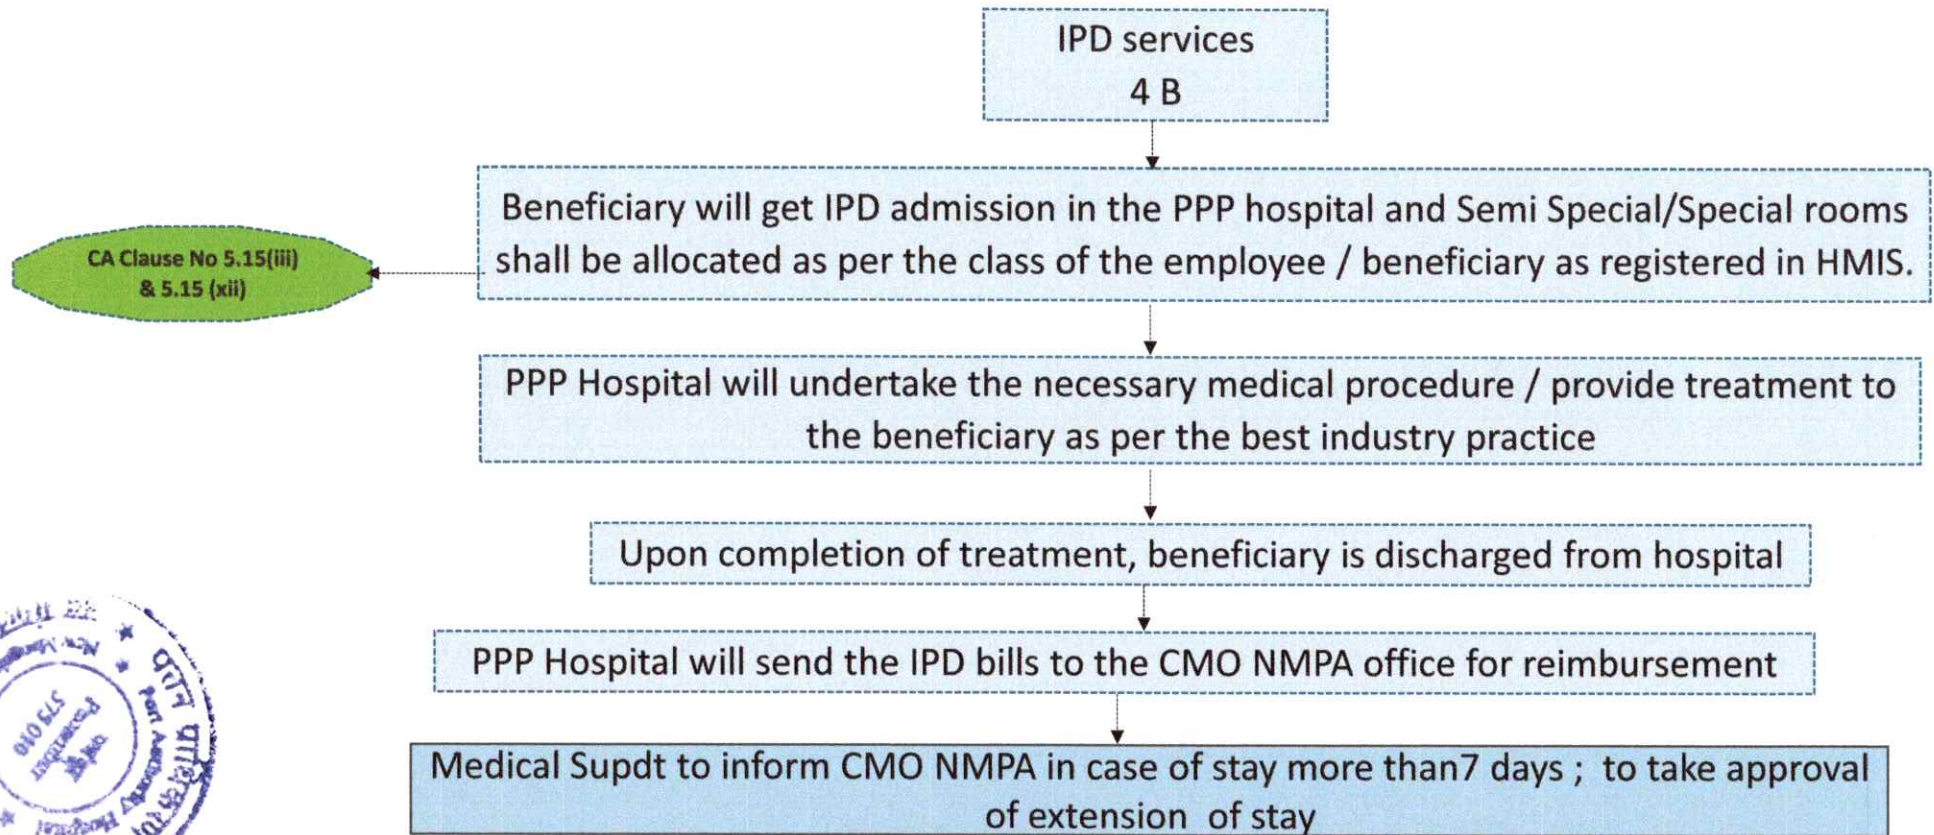 IPD services
4 B
Beneficiary will get IPD admission in the PPP hospital and Semi Special/Special rooms
shall be allocated as per the class of the employee / beneficiary as registered in HMIS.
CA Clause No 5.15(iii)
& 5.15 (xii)
PPP Hospital will undertake the necessary medical procedure / provide treatment to
the beneficiary as per the best industry practice
Upon completion of treatment, beneficiary is discharged from hospital
PPP Hospital will send the IPD bills to the CMO NMPA office for reimbursement
Medical Supdt to inform CMO NMPA in case of stay more than7 days ; to take approval
of extension  of stay
Port Authority Hospital
New